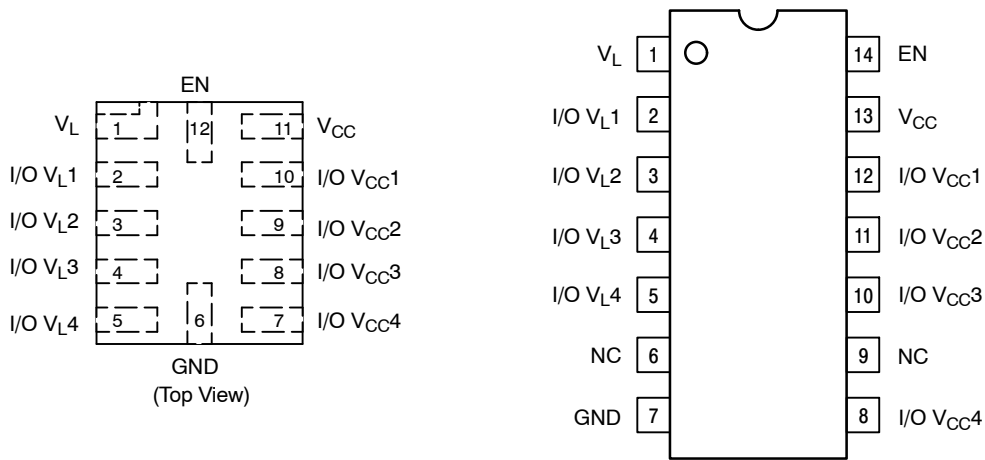 EN
V_L 1 12 11 V_CC
I/O V_L1 2 10 I/O V_CC1
I/O V_L2 3 9 I/O V_CC2
I/O V_L3 4 8 I/O V_CC3
I/O V_L4 5 6 7 I/O V_CC4
GND
(Top View)
V_L 1 14 EN
I/O V_L1 2 13 V_CC
I/O V_L2 3 12 I/O V_CC1
I/O V_L3 4 11 I/O V_CC2
I/O V_L4 5 10 I/O V_CC3
NC 6 9 NC
GND 7 8 I/O V_CC4